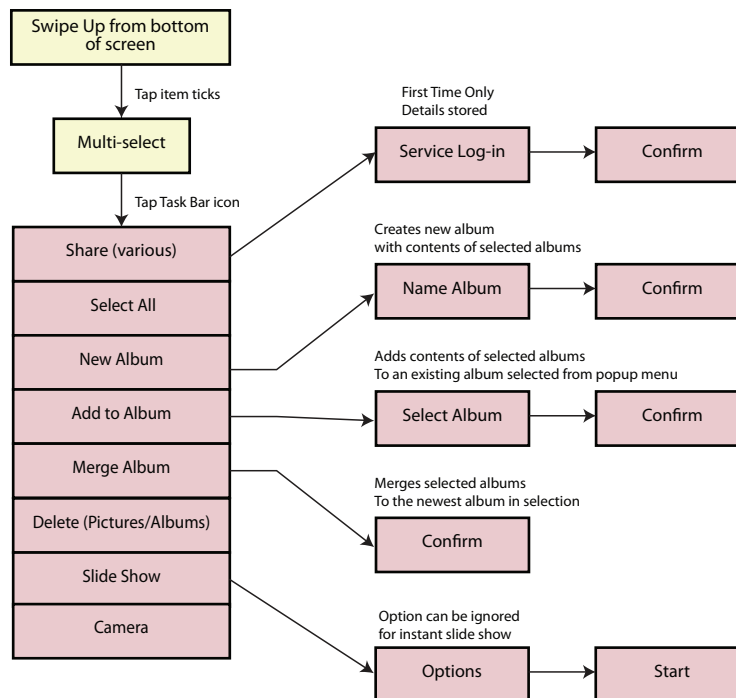 Swipe Up from bottom
of screen
Tap item ticks
Multi-select
Tap Task Bar icon
Share (various)
Select All
New Album
Add to Album
Merge Album
Delete (Pictures/Albums)
Slide Show
Camera
First Time Only
Details stored
Service Log-in
Confirm
Creates new album
with contents of selected albums
Name Album
Confirm
Adds contents of selected albums
To an existing album selected from popup menu
Select Album
Confirm
Merges selected albums
To the newest album in selection
Confirm
Option can be ignored
for instant slide show
Options
Start